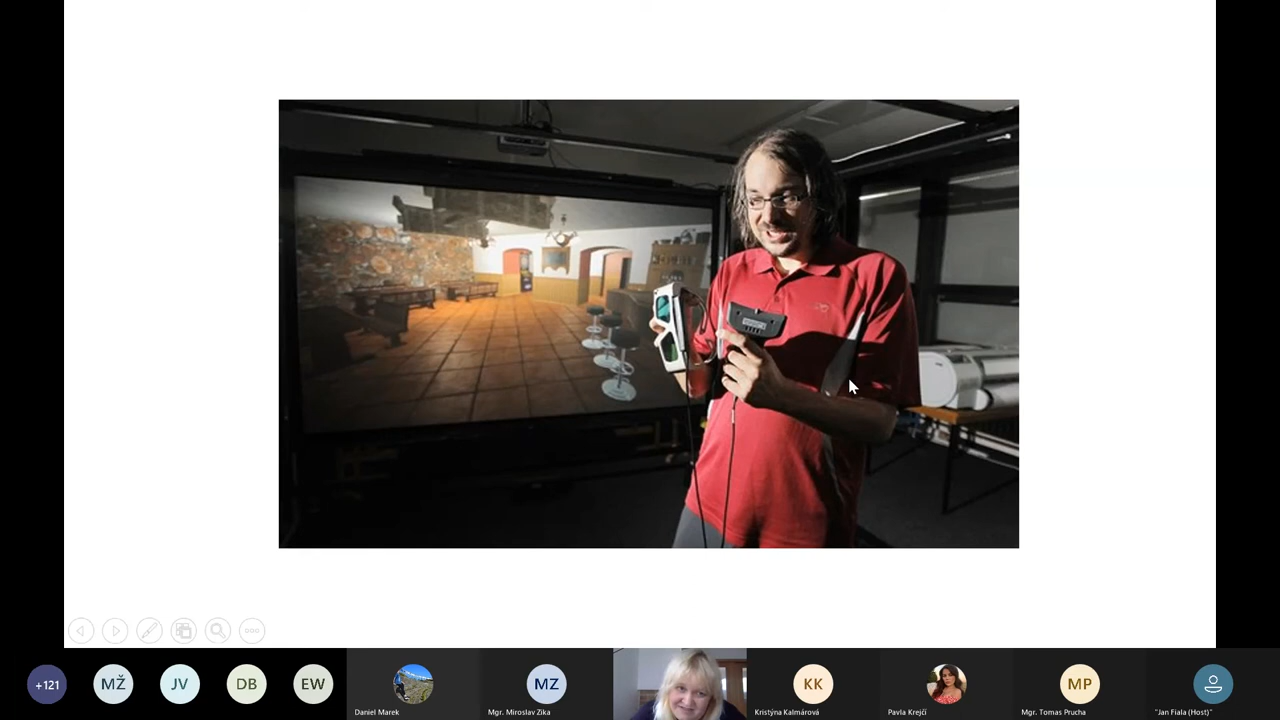 +121
MŽ
JV
DB
EW
MZ
KK
MP
Daniel Marek
Mgr. Miroslav Zika
Kristýna Kalmárová
Pavla Krejčí
Mgr. Tomas Prucha
"Jan Fiala (Host)"